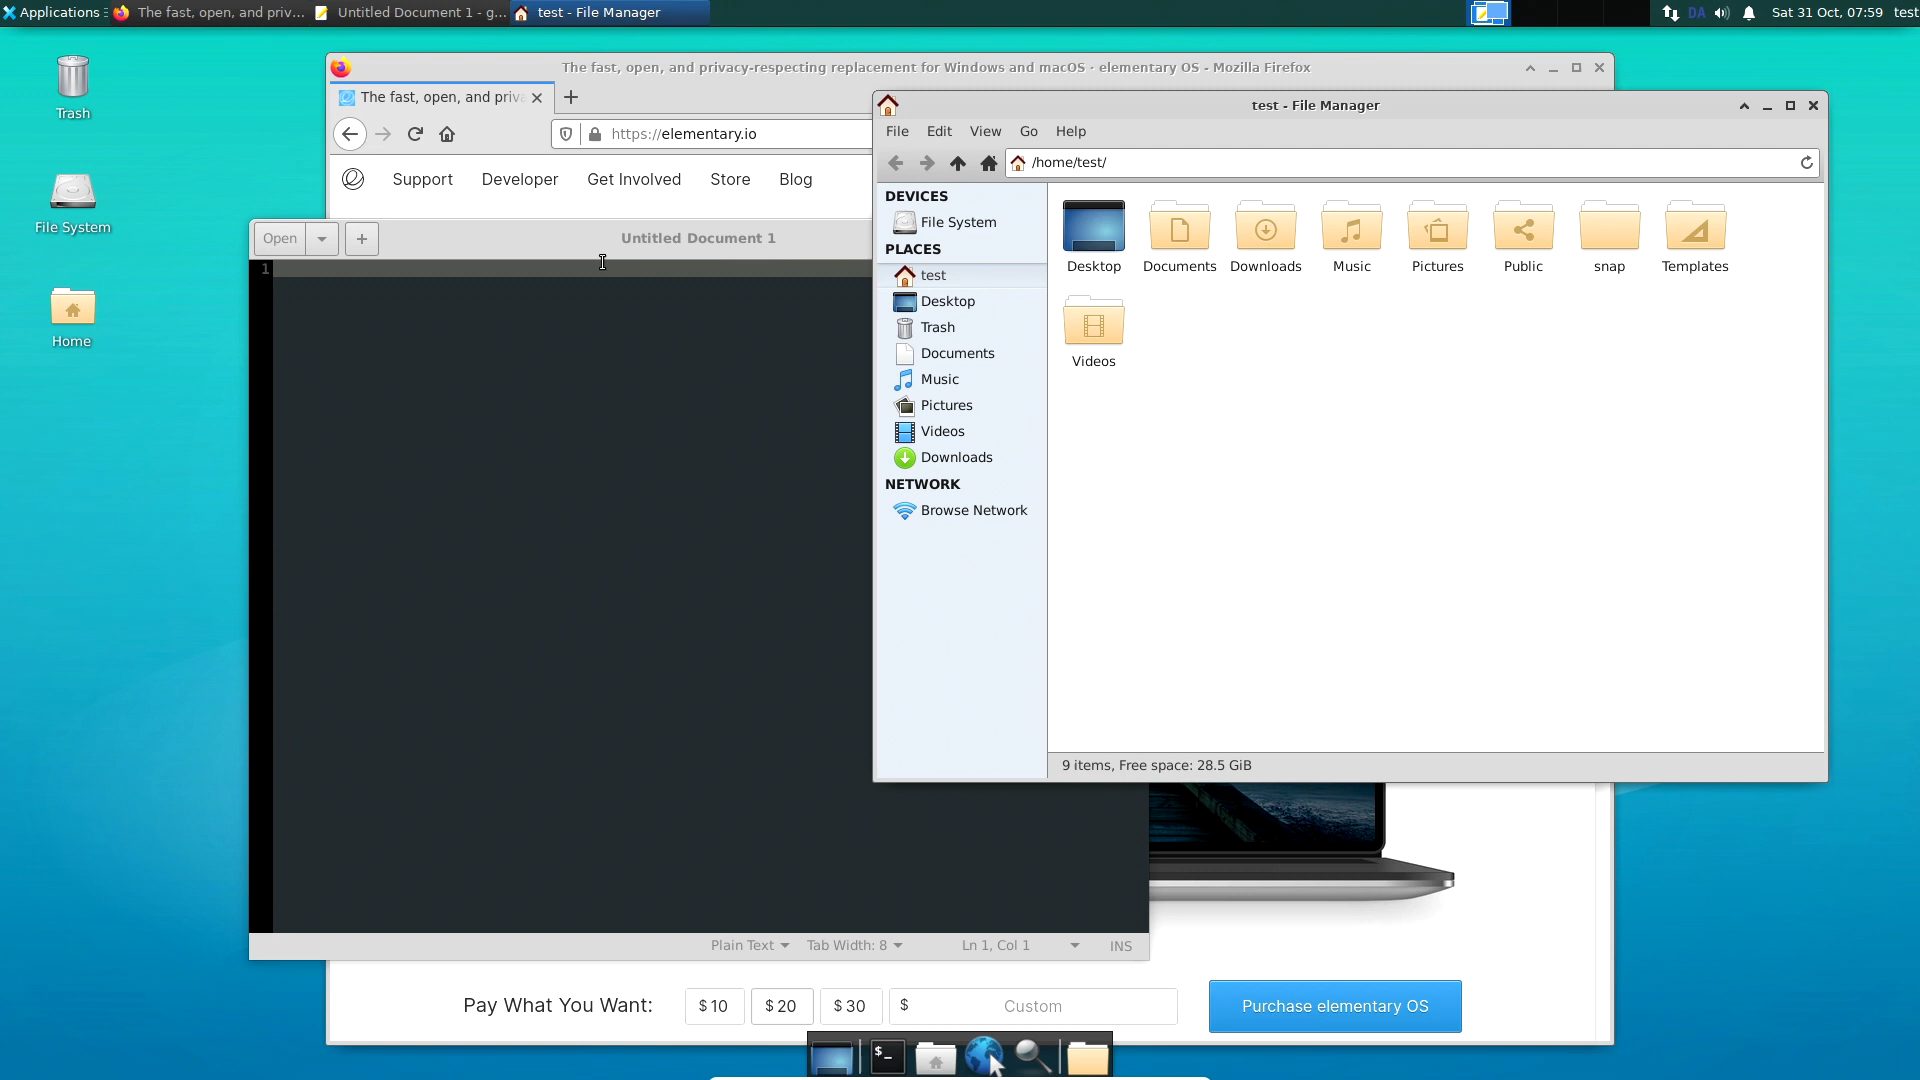 Applications
The fast, open, and priv...
Untitled Document 1 - g...
test - File Manager
DA
Sat 31 Oct, 07:59
test
Trash
File System
Home
The fast, open, and privacy-respecting replacement for Windows and macOS · elementary OS - Mozilla Firefox
The fast, open, and priva
https://elementary.io
Support Developer Get Involved Store Blog
Open
Untitled Document 1
1
Plain Text Tab Width: 8 Ln 1, Col 1 INS
test - File Manager
File Edit View Go Help
/home/test/
DEVICES
File System
PLACES
test
Desktop
Trash
Documents
Music
Pictures
Videos
Downloads
NETWORK
Browse Network
Desktop Documents Downloads Music Pictures Public snap Templates
Videos
9 items, Free space: 28.5 GiB
Pay What You Want: $ 10 $ 20 $ 30 $ Custom Purchase elementary OS
$_